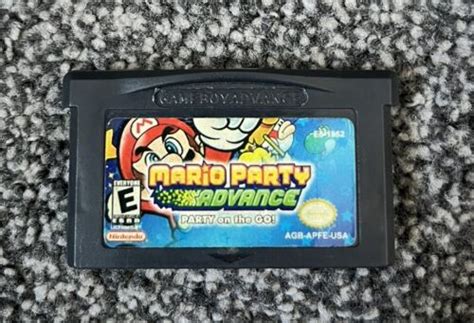 GAME BOY ADVANCE
MARIO PARTY
ADVANCE
PARTY on the GO!
EVERYONE
E
Nintendo
AGB-APFE-USA